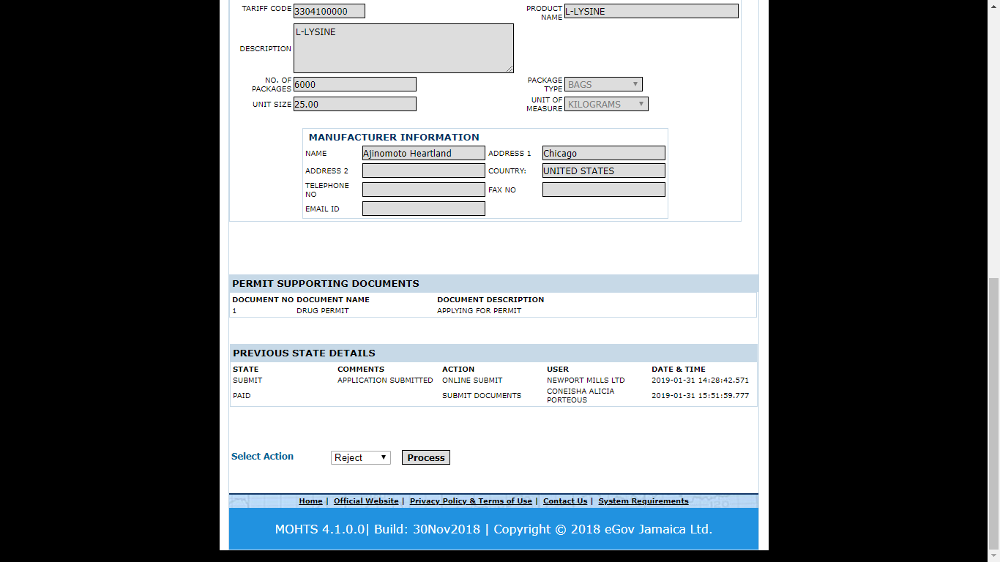 TARIFF CODE 3304100000 PRODUCT NAME L-LYSINE
DESCRIPTION L-LYSINE
NO. OF PACKAGES 6000 PACKAGE TYPE BAGS
UNIT SIZE 25.00 UNIT OF MEASURE KILOGRAMS
MANUFACTURER INFORMATION
NAME Ajinomoto Heartland ADDRESS 1 Chicago
ADDRESS 2 COUNTRY: UNITED STATES
TELEPHONE NO FAX NO
EMAIL ID
PERMIT SUPPORTING DOCUMENTS
DOCUMENT NO DOCUMENT NAME DOCUMENT DESCRIPTION
1 DRUG PERMIT APPLYING FOR PERMIT
PREVIOUS STATE DETAILS
STATE COMMENTS ACTION USER DATE & TIME
SUBMIT APPLICATION SUBMITTED ONLINE SUBMIT NEWPORT MILLS LTD 2019-01-31 14:28:42.571
PAID SUBMIT DOCUMENTS CONEISHA ALICIA PORTEOUS 2019-01-31 15:51:59.777
Select Action Reject Process
Home | Official Website | Privacy Policy & Terms of Use | Contact Us | System Requirements
MOHTS 4.1.0.0| Build: 30Nov2018 | Copyright © 2018 eGov Jamaica Ltd.